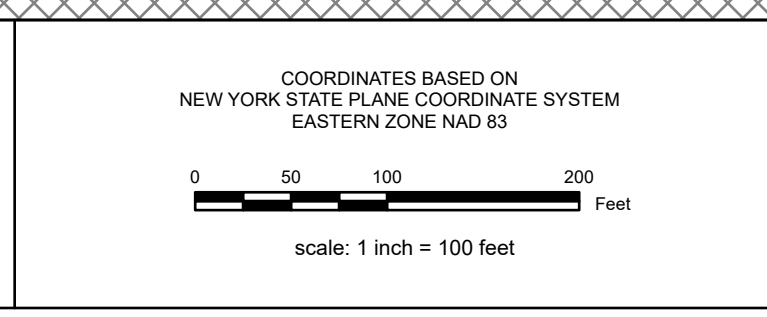 COORDINATES BASED ON
NEW YORK STATE PLANE COORDINATE SYSTEM
EASTERN ZONE NAD 83
0 50 100 200
Feet
scale: 1 inch = 100 feet